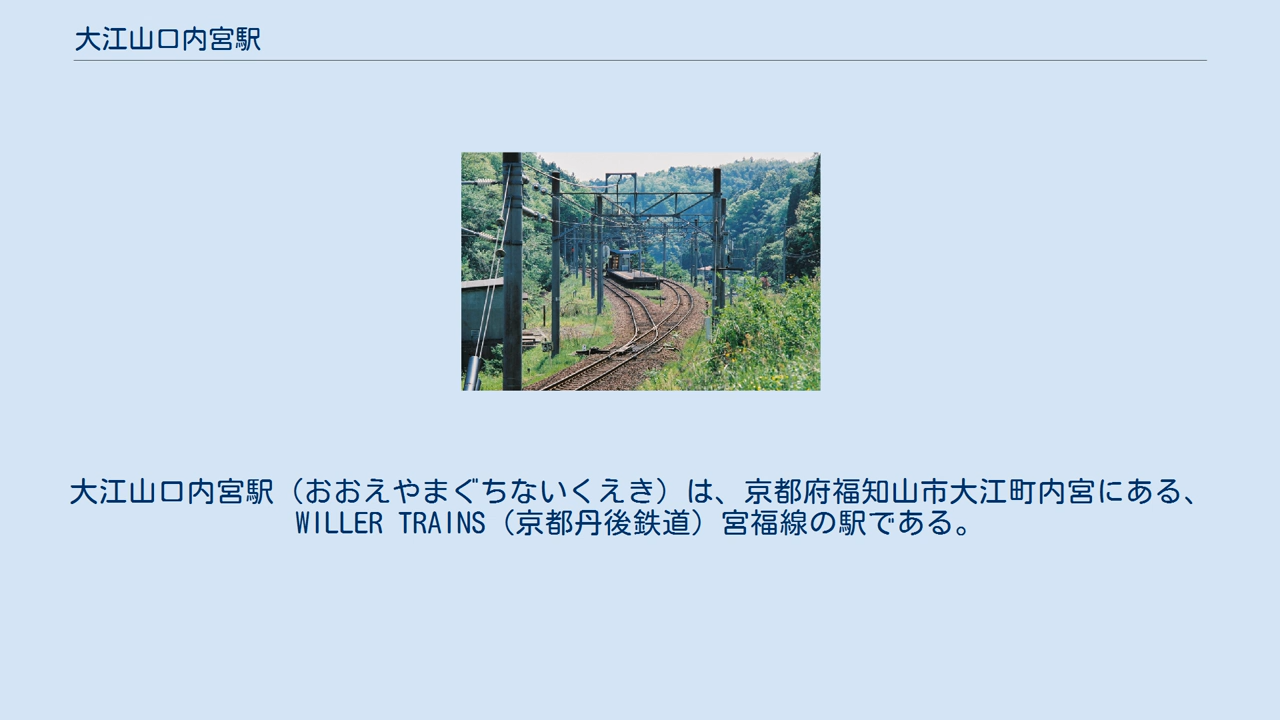 大江山口内宮駅
大江山口内宮駅（おおえやまぐちないくえき）は、京都府福知山市大江町内宮にある、
WILLER TRAINS（京都丹後鉄道）宮福線の駅である。